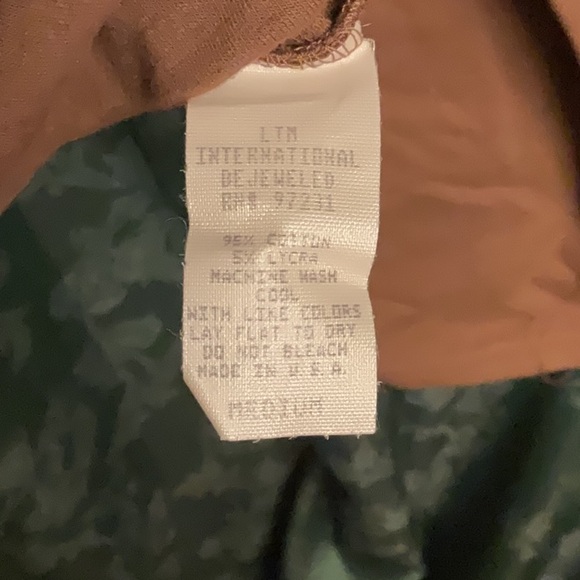 LTM
INTERNATIONAL
BEJEWELED
RN# 97231
95% COTTON
5% LYCRA
MACHINE WASH
COOL
WITH LIKE COLORS
LAY FLAT TO DRY
DO NOT BLEACH
MADE IN U.S.A.
MEDIUM